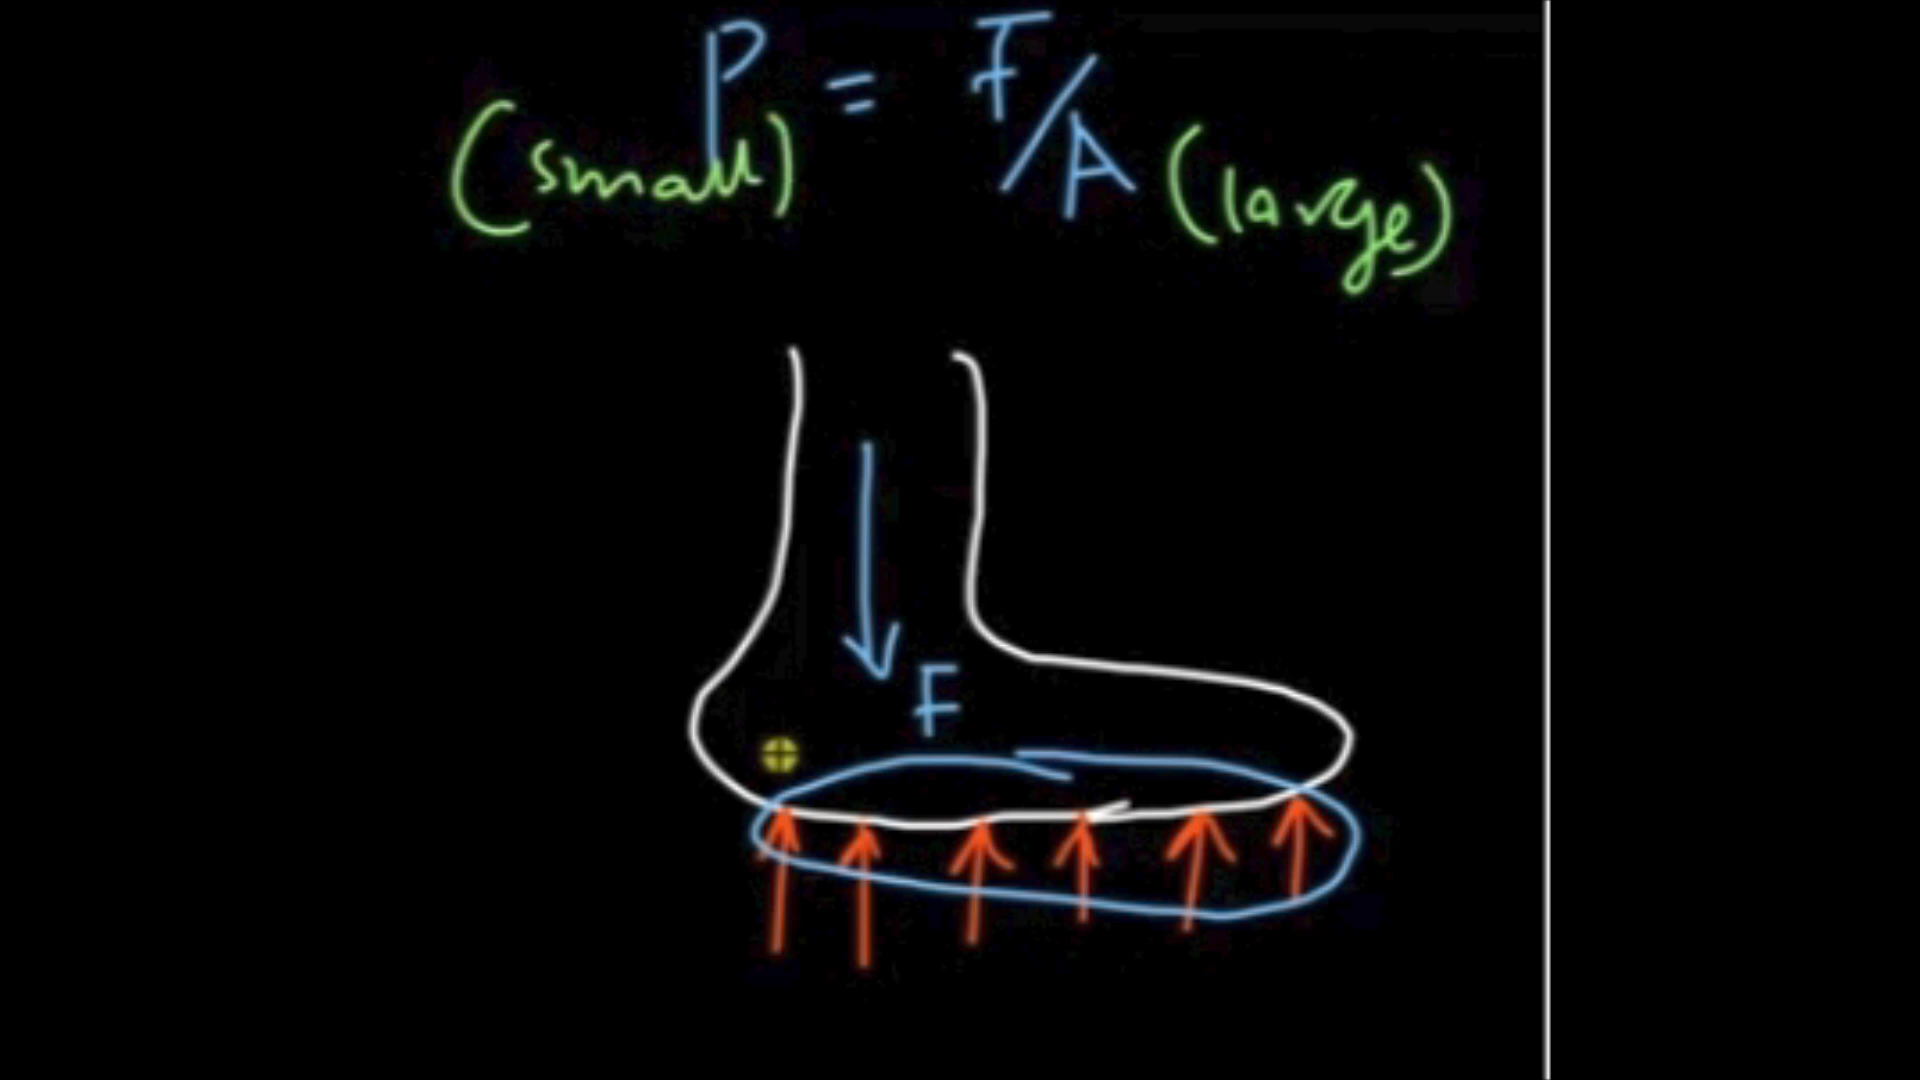 P = F/A
(small) (large)
F